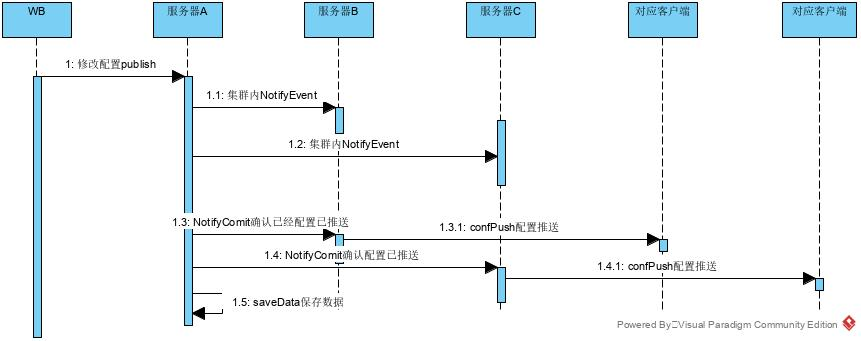 WB
服务器A
服务器B
服务器C
对应客户端
对应客户端
1: 修改配置publish
1.1: 集群内NotifyEvent
1.2: 集群内NotifyEvent
1.3: NotifyComit确认已经配置已推送
1.3.1: confPush配置推送
1.4: NotifyComit确认配置已推送
1.4.1: confPush配置推送
1.5: saveData保存数据
Powered By Visual Paradigm Community Edition